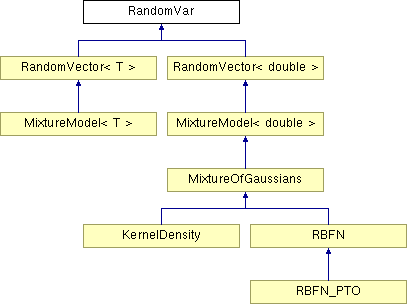 RandomVar
RandomVector< T >
RandomVector< double >
MixtureModel< T >
MixtureModel< double >
MixtureOfGaussians
KernelDensity
RBFN
RBFN_PTO